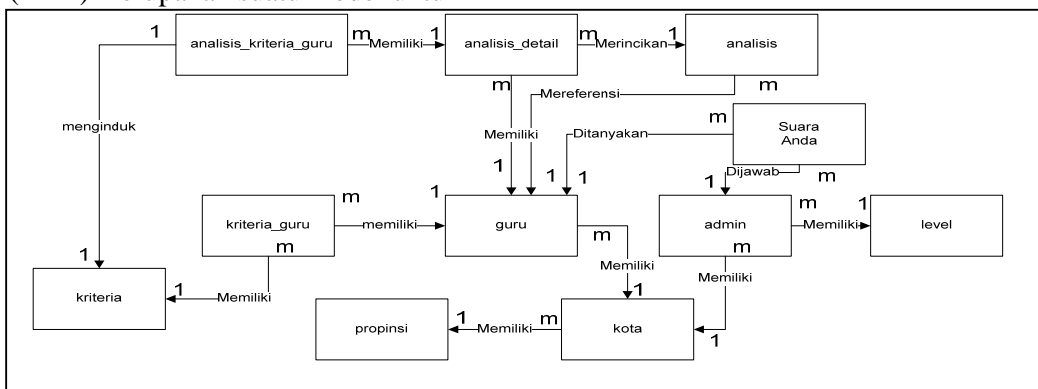 1
analisis_kriteria_guru
m
Memiliki
1
analisis_detail
m
Merincikan
1
analisis
m
m
Mereferensi
m
Suara
Anda
menginduk
Memiliki
Ditanyakan
1
1
1
Dijawab
m
1
m
1
m
1
kriteria_guru
memiliki
guru
admin
Memiliki
level
m
m
m
Memiliki
Memiliki
1
kriteria
1
Memiliki
1
propinsi
1
Memiliki
m
kota
1